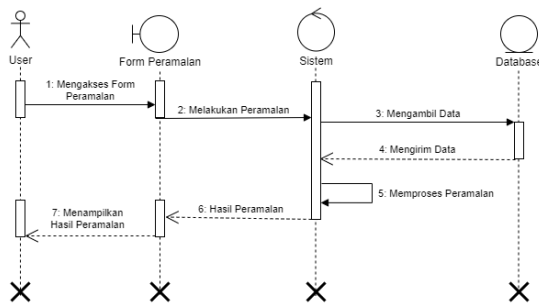 User
Form Peramalan
Sistem
Database
1: Mengakses Form
Peramalan
2: Melakukan Peramalan
3: Mengambil Data
4: Mengirim Data
5: Memproses Peramalan
6: Hasil Peramalan
7: Menampilkan
Hasil Peramalan